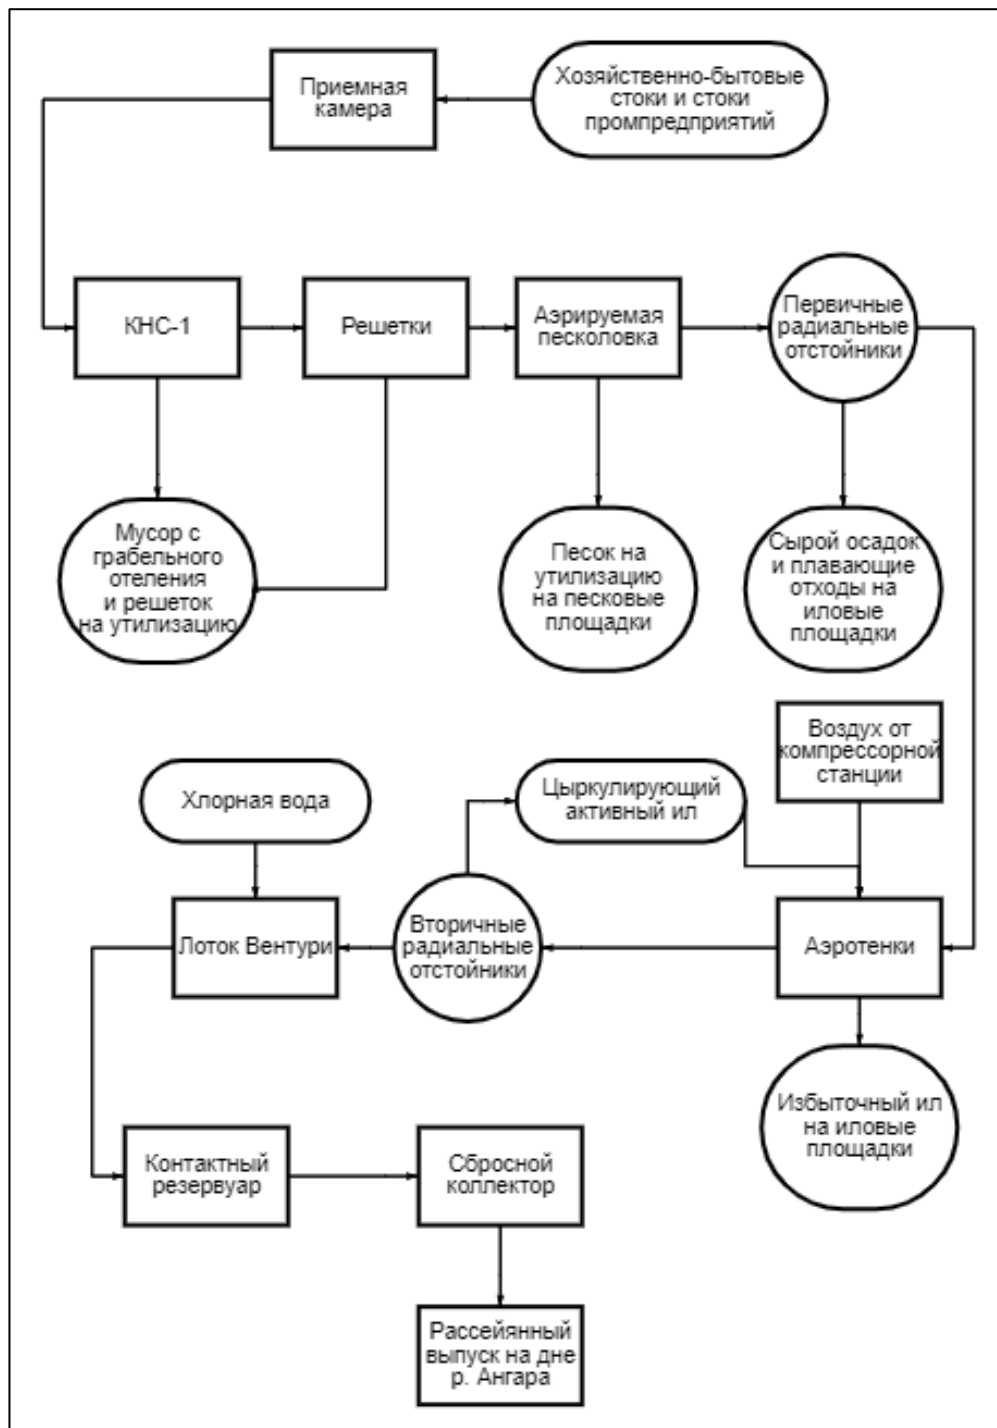 Приемная
камера
Хозяйственно-бытовые
стоки и стоки
промпредприятий
КНС-1
Решетки
Аэрируемая
песколовка
Первичные
радиальные
отстойники
Мусор с
грабельного
отеления
и решеток
на утилизацию
Песок на
утилизацию
на песковые
площадки
Сырой осадок
и плавающие
отходы на
иловые
площадки
Воздух от
компрессорной
станции
Хлорная вода
Цыркулирующий
активный ил
Лоток Вентури
Вторичные
радиальные
отстойники
Аэротенки
Избыточный ил
на иловые
площадки
Контактный
резервуар
Сбросной
коллектор
Рассейянный
выпуск на дне
р. Ангара